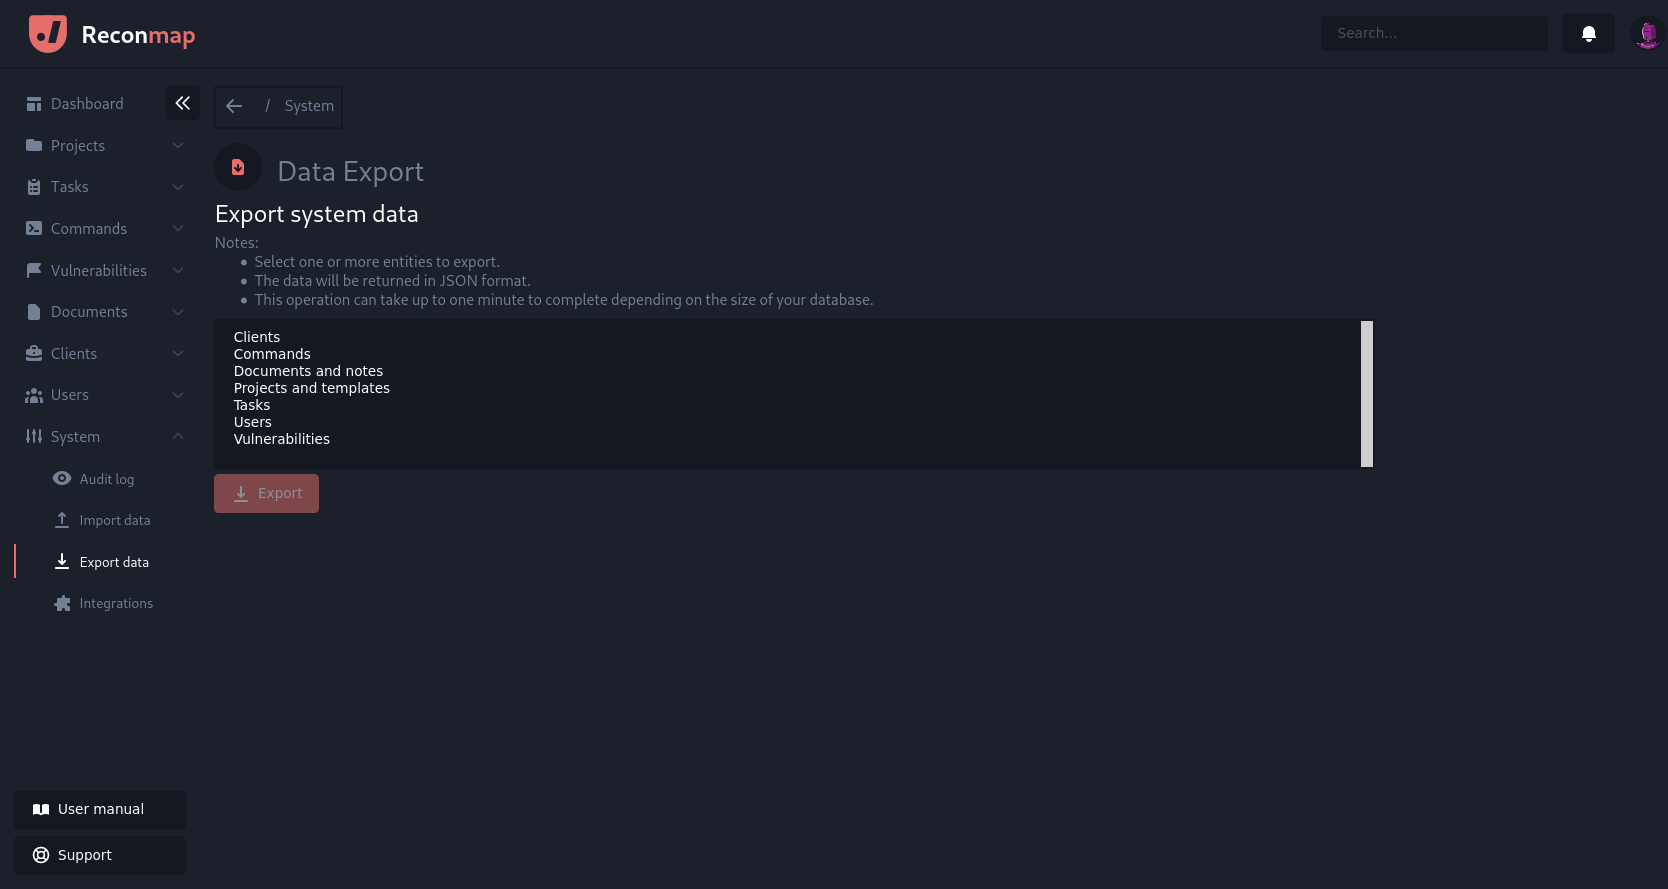 Reconmap
Search...
Dashboard
Projects
Tasks
Commands
Vulnerabilities
Documents
Clients
Users
System
Audit log
Import data
Export data
Integrations
User manual
Support
/ System
Data Export
Export system data
Notes:
• Select one or more entities to export.
• The data will be returned in JSON format.
• This operation can take up to one minute to complete depending on the size of your database.
Clients
Commands
Documents and notes
Projects and templates
Tasks
Users
Vulnerabilities
Export